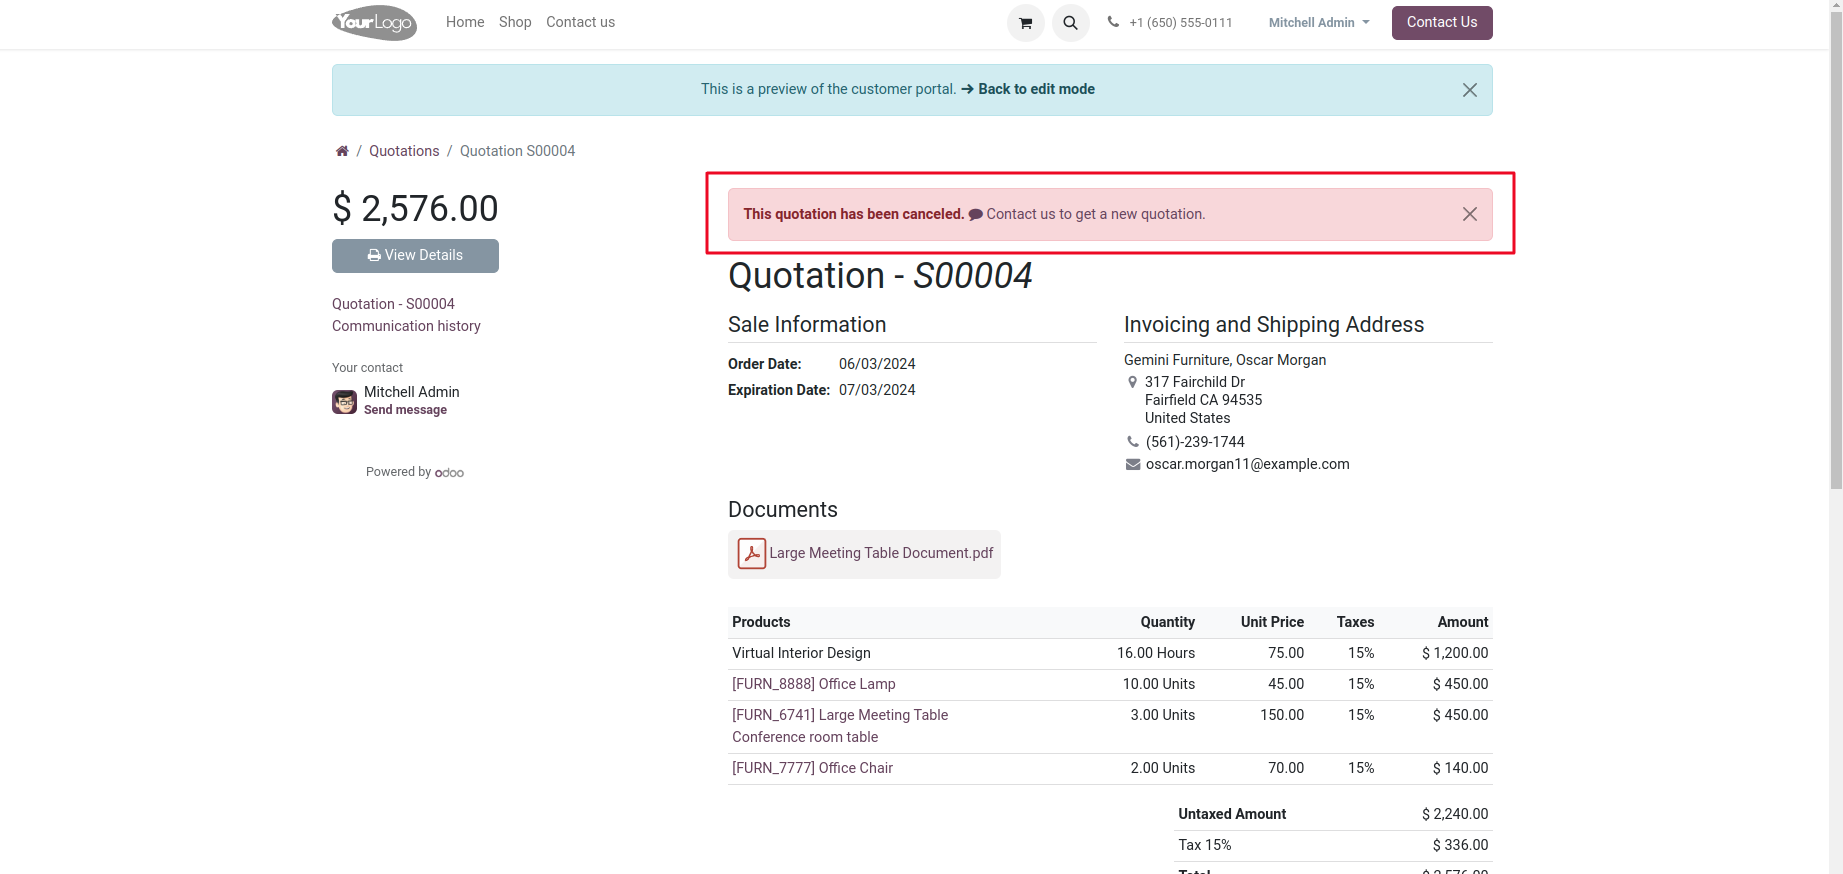 YourLogo
Home Shop Contact us
+1 (650) 555-0111
Mitchell Admin
Contact Us
This is a preview of the customer portal. Back to edit mode
/ Quotations / Quotation S00004
$ 2,576.00
View Details
Quotation - S00004
Communication history
Your contact
Mitchell Admin
Send message
Powered by odoo
This quotation has been canceled. Contact us to get a new quotation.
Quotation - S00004
Sale Information
Order Date: 06/03/2024
Expiration Date: 07/03/2024
Invoicing and Shipping Address
Gemini Furniture, Oscar Morgan
317 Fairchild Dr
Fairfield CA 94535
United States
(561)-239-1744
oscar.morgan11@example.com
Documents
Large Meeting Table Document.pdf
Products Quantity Unit Price Taxes Amount
Virtual Interior Design 16.00 Hours 75.00 15% $ 1,200.00
[FURN_8888] Office Lamp 10.00 Units 45.00 15% $ 450.00
[FURN_6741] Large Meeting Table 3.00 Units 150.00 15% $ 450.00
Conference room table
[FURN_7777] Office Chair 2.00 Units 70.00 15% $ 140.00
Untaxed Amount $ 2,240.00
Tax 15% $ 336.00
Total $ 2,576.00